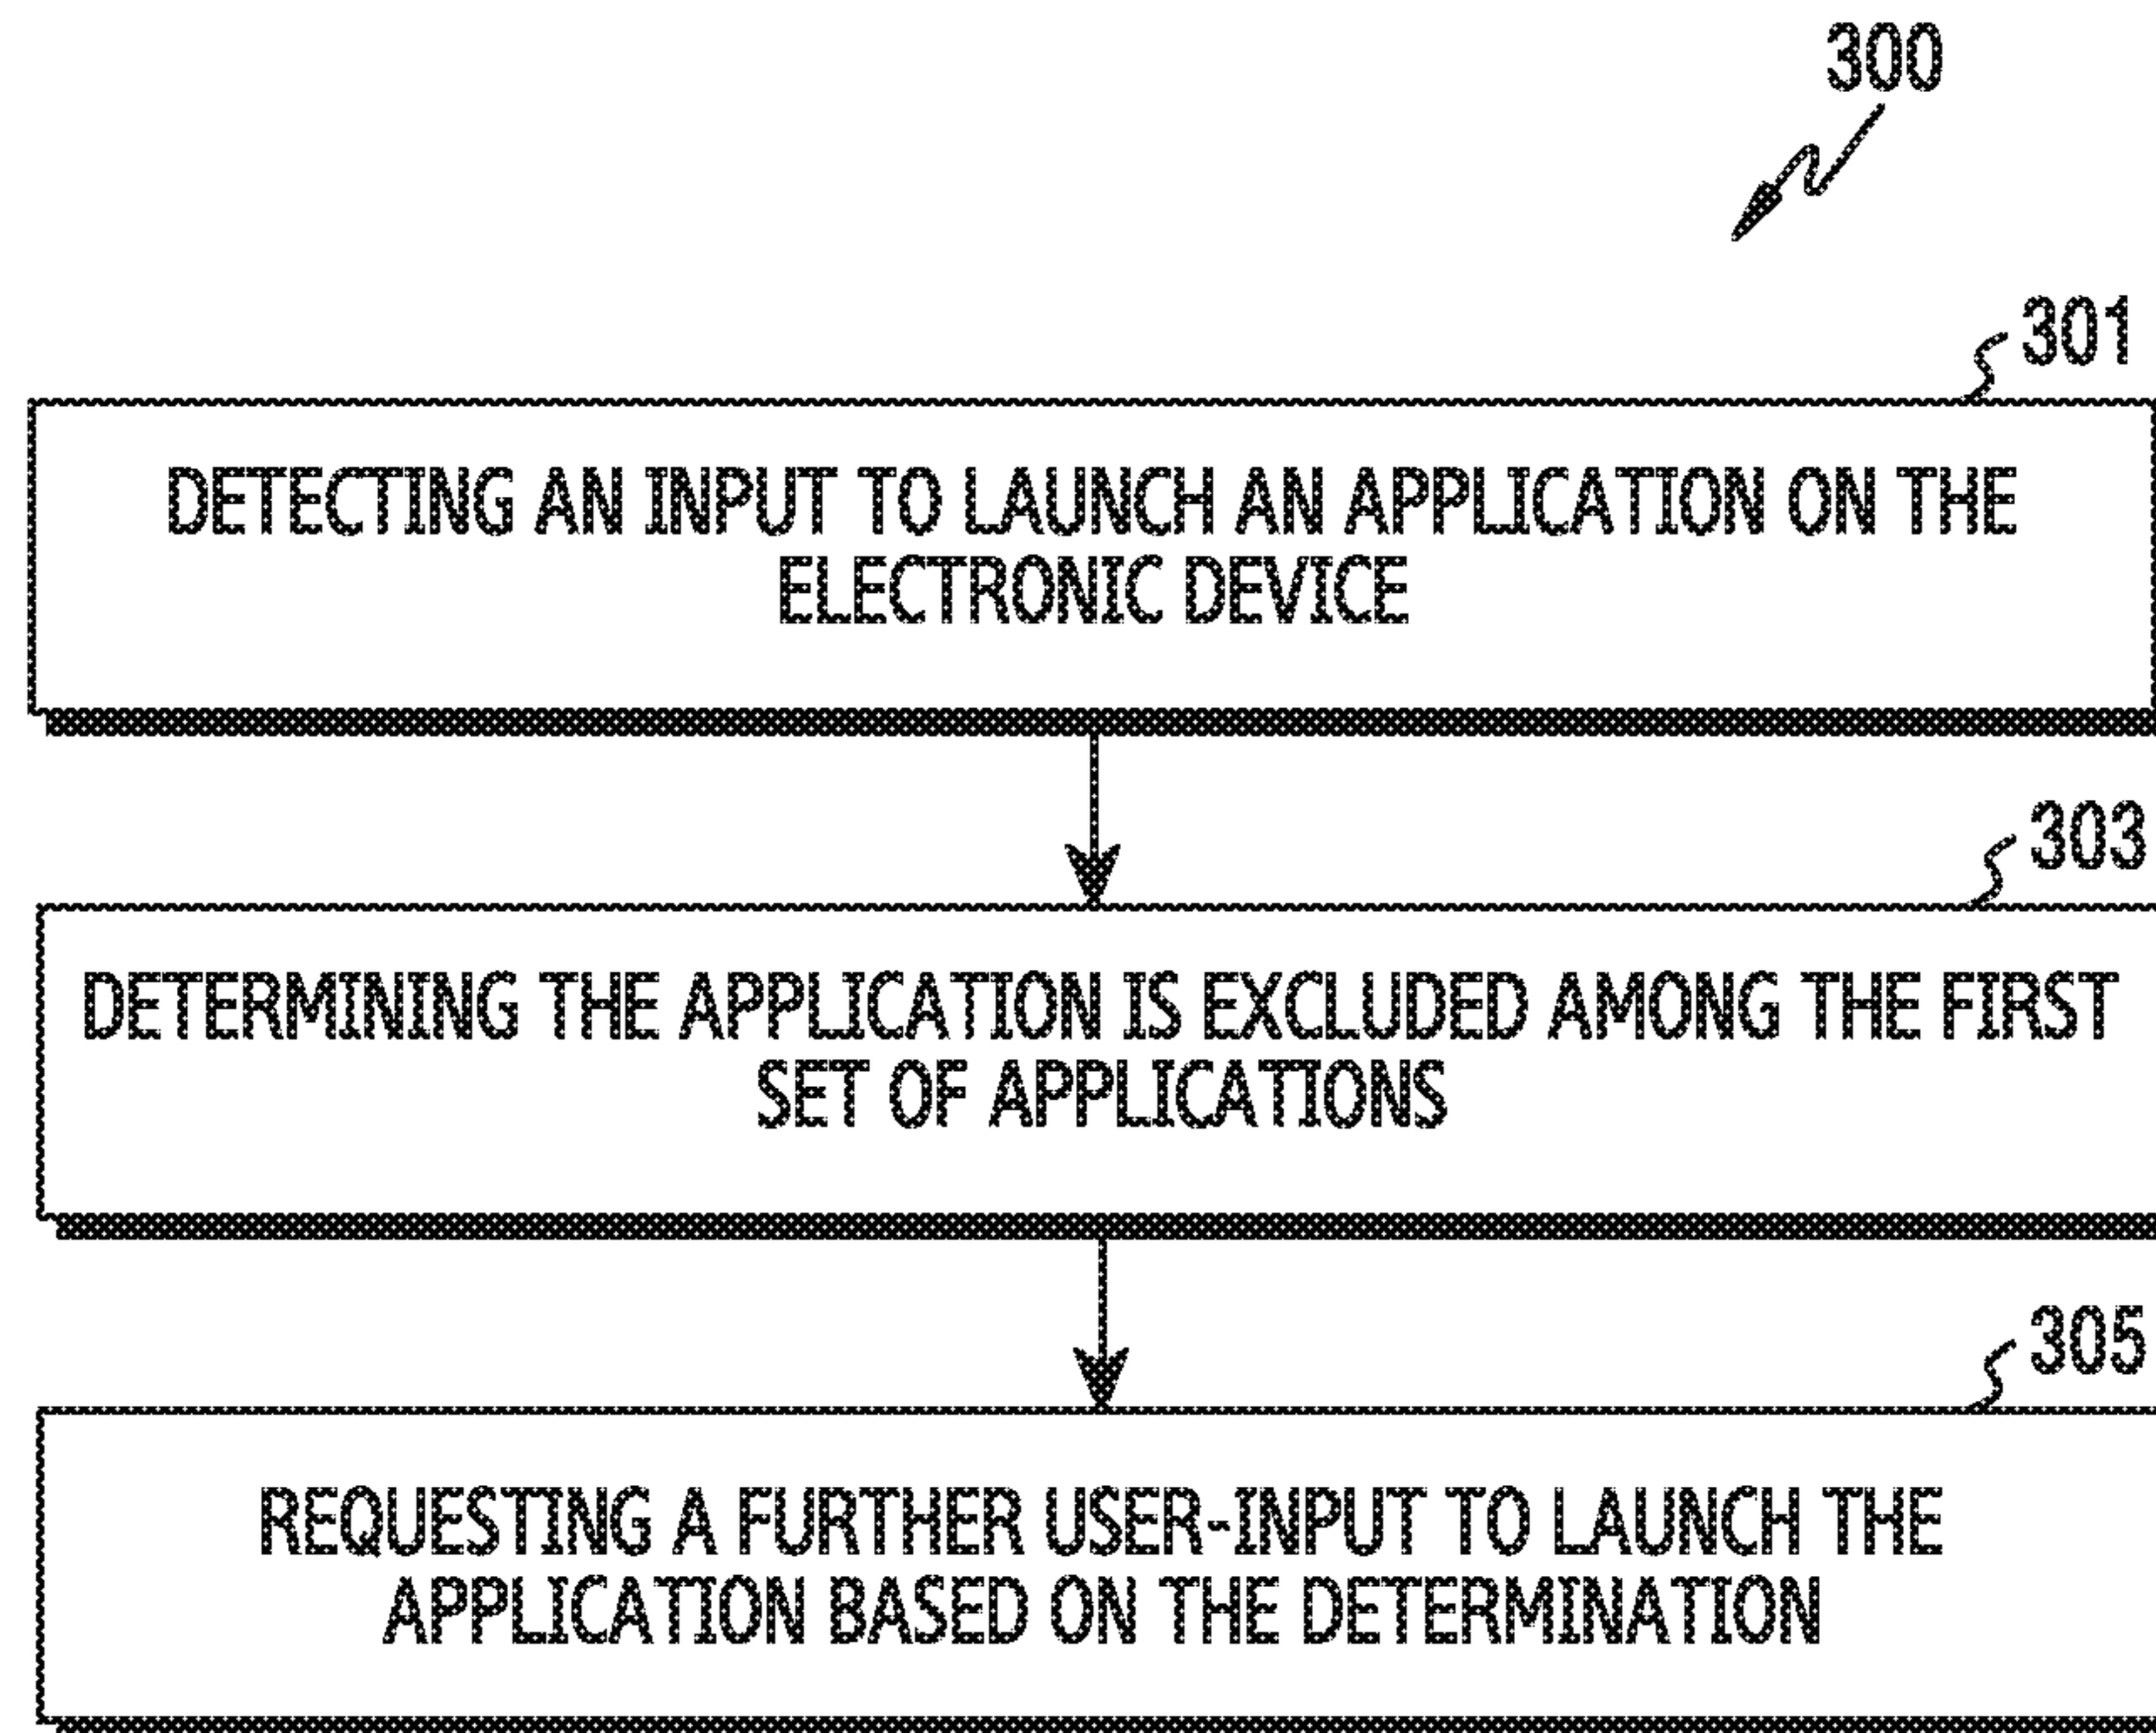 300
301
DETECTING AN INPUT TO LAUNCH AN APPLICATION ON THE
ELECTRONIC DEVICE
303
DETERMINING THE APPLICATION IS EXCLUDED AMONG THE FIRST
SET OF APPLICATIONS
305
REQUESTING A FURTHER USER-INPUT TO LAUNCH THE
APPLICATION BASED ON THE DETERMINATION